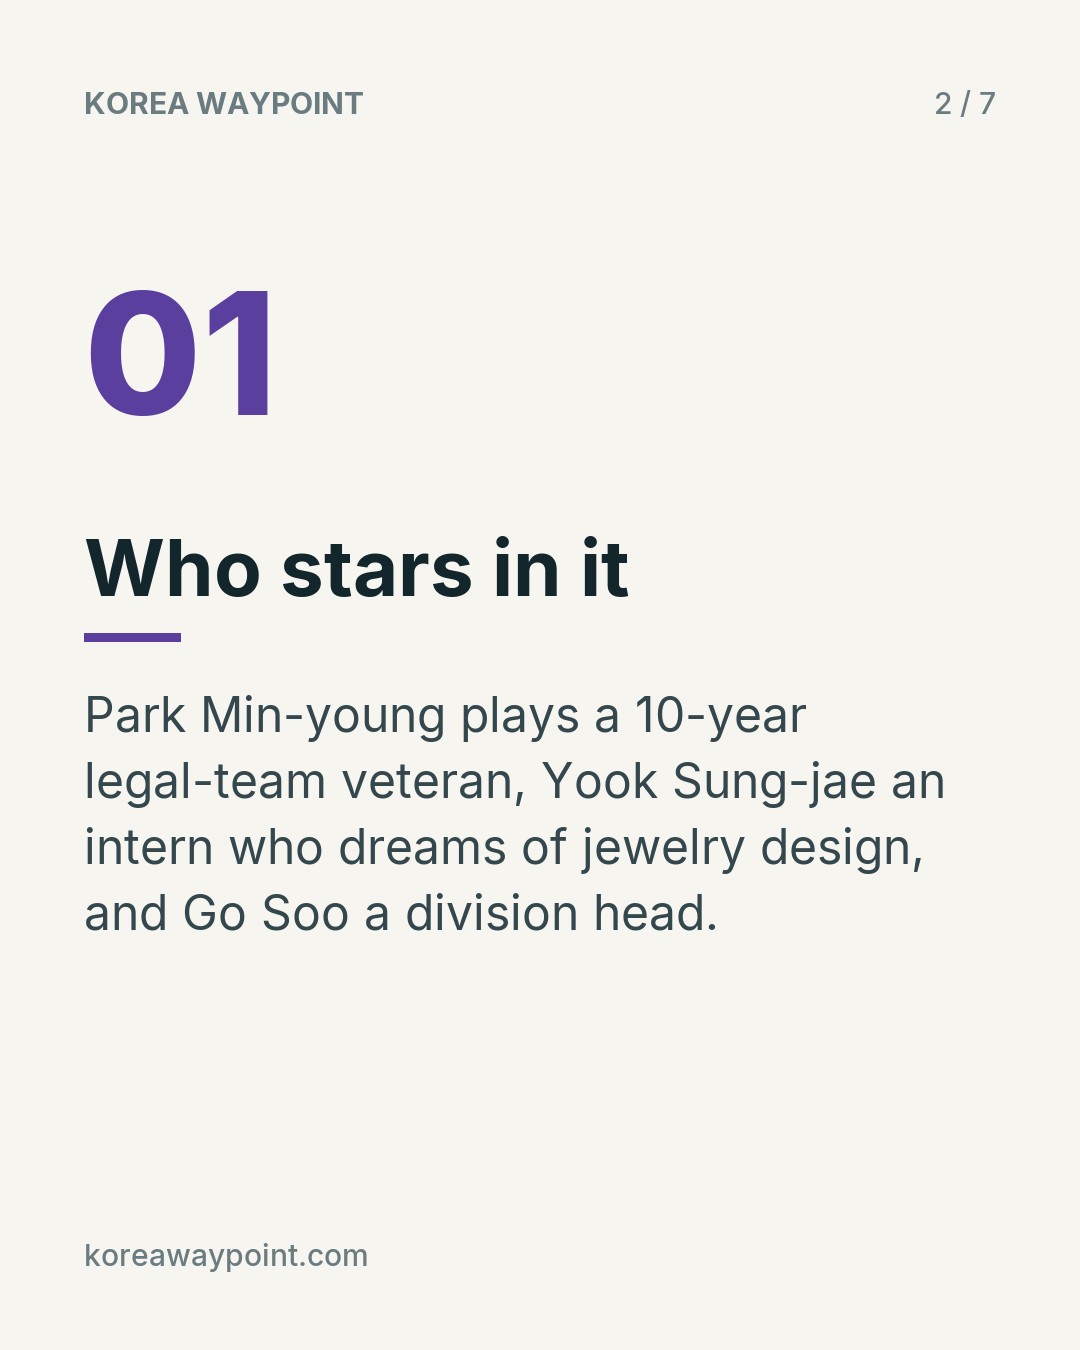 KOREA WAYPOINT
2 / 7
01
Who stars in it
Park Min-young plays a 10-year
legal-team veteran, Yook Sung-jae an
intern who dreams of jewelry design,
and Go Soo a division head.
koreawaypoint.com